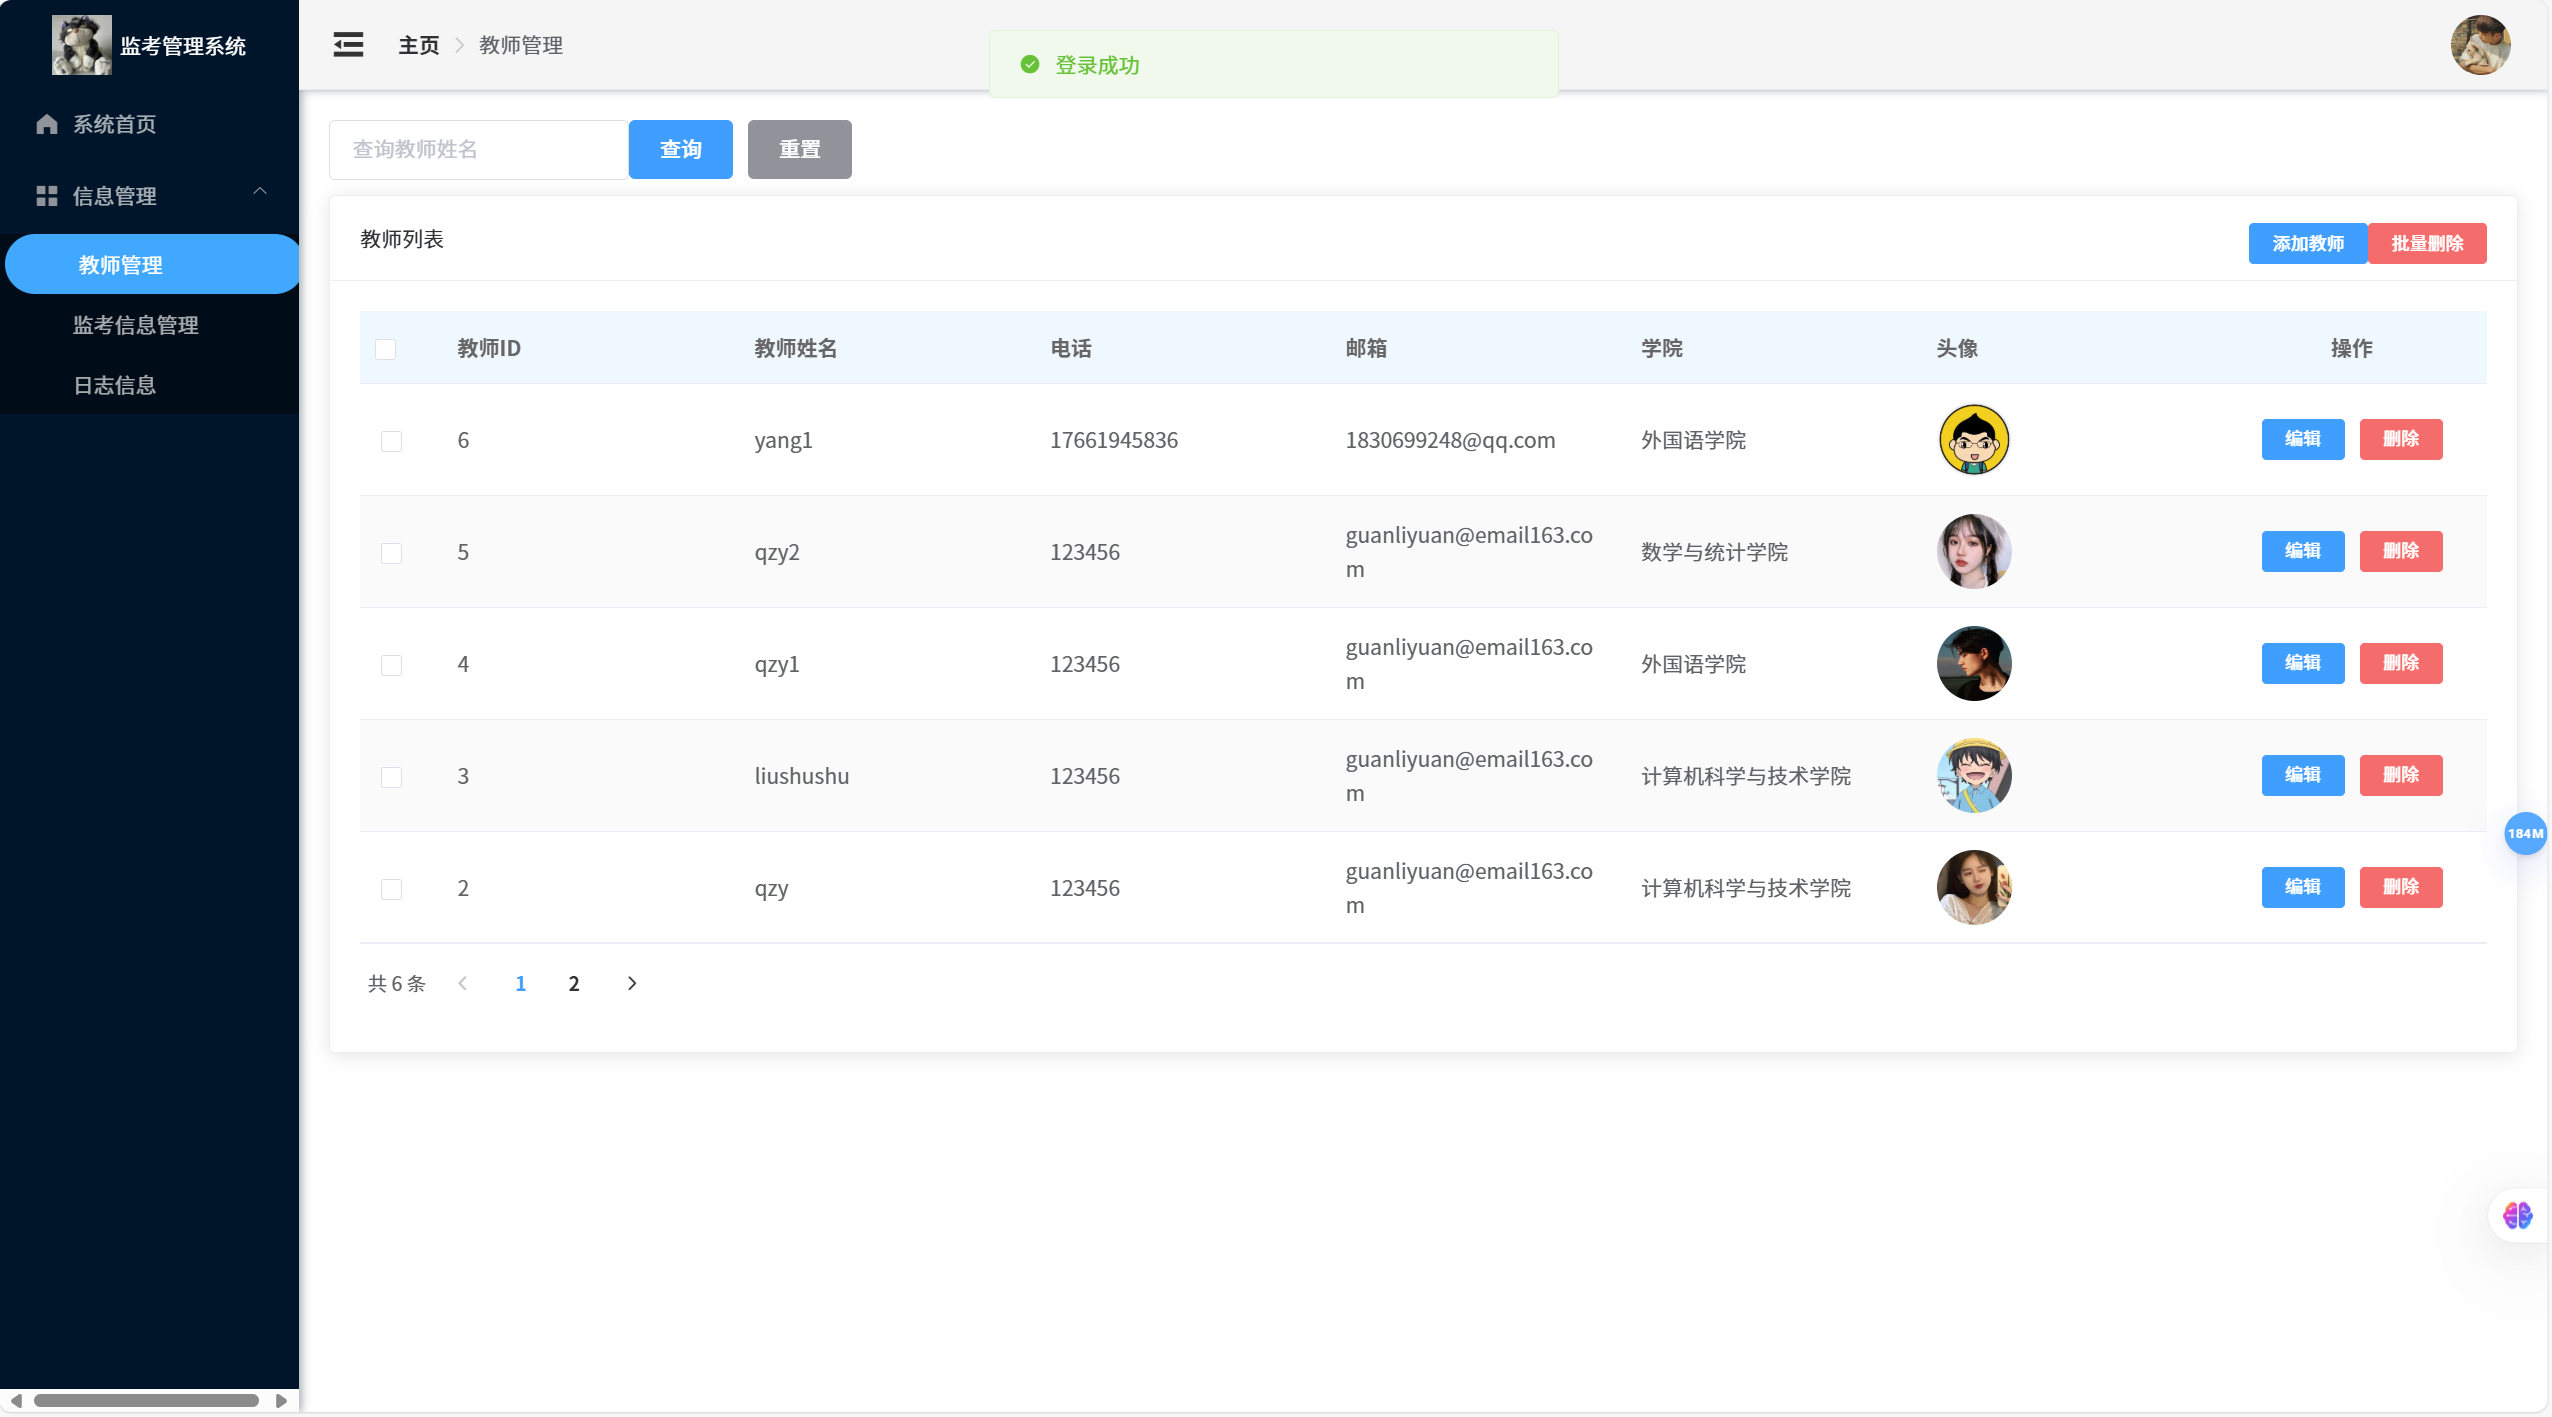 监考管理系统
主页
教师管理
登录成功
系统首页
信息管理
教师管理
监考信息管理
日志信息
查询教师姓名
查询
重置
教师列表
添加教师
批量删除
教师ID 教师姓名 电话 邮箱 学院 头像 操作
6 yang1 17661945836 1830699248@qq.com 外国语学院 编辑 删除
5 qzy2 123456 guanliyuan@email163.co
m 数学与统计学院 编辑 删除
4 qzy1 123456 guanliyuan@email163.co
m 外国语学院 编辑 删除
3 liushushu 123456 guanliyuan@email163.co
m 计算机科学与技术学院 编辑 删除
2 qzy 123456 guanliyuan@email163.co
m 计算机科学与技术学院 编辑 删除
共 6 条 1 2
184M